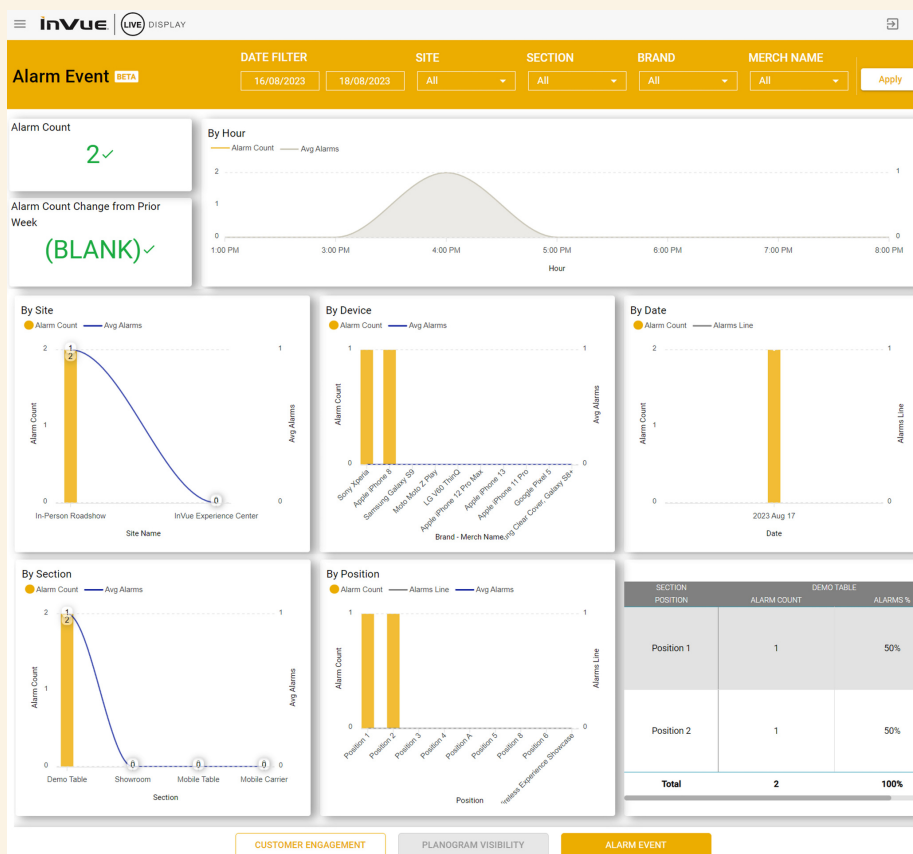 inVue LIVE DISPLAY
Alarm Event BETA
DATE FILTER
16/08/2023 18/08/2023
SITE
All
SECTION
All
BRAND
All
MERCH NAME
All
Apply
Alarm Count
2
Alarm Count Change from Prior
Week
(BLANK)
By Hour
Alarm Count Avg Alarms
2 1
1
0 0
1:00 PM 3:00 PM 4:00 PM 5:00 PM 6:00 PM 7:00 PM 8:00 PM
Hour
By Site
Alarm Count Avg Alarms
2 1
1
2
1
0 0 0
Alarm Count
Avg Alarms
In-Person Roadshow InVue Experience Center
Site Name
By Device
Alarm Count Avg Alarms
1 1
0 0
Alarm Count
Avg Alarms
Sony Xperia
Apple iPhone 8
Samsung Galaxy S9
Moto Moto Z Play
LG V60 ThinQ
Apple iPhone 12 Pro Max
Apple iPhone 13
Apple iPhone 11 Pro
Google Pixel 5
Clear Cover, Galaxy S8+
Brand - Merch Name
By Date
Alarm Count Alarms Line
2 1
1
0 0
Alarm Count
Alarms Line
2023 Aug 17
Date
By Section
Alarm Count Avg Alarms
2 1
1
2
1
0 0 0 0 0
Alarm Count
Avg Alarms
Demo Table Showroom Mobile Table Mobile Carrier
Section
By Position
Alarm Count Alarms Line Avg Alarms
1 1
0 0
Alarm Count
Alarms Line
Position 1
Position 2
Position 3
Position 4
Position A
Position 5
Position 8
Position 6
Experience Showcase
Position
SECTION DEMO TABLE
POSITION ALARM COUNT ALARMS %
Position 1 1 50%
Position 2 1 50%
Total 2 100%
CUSTOMER ENGAGEMENT PLANOGRAM VISIBILITY ALARM EVENT